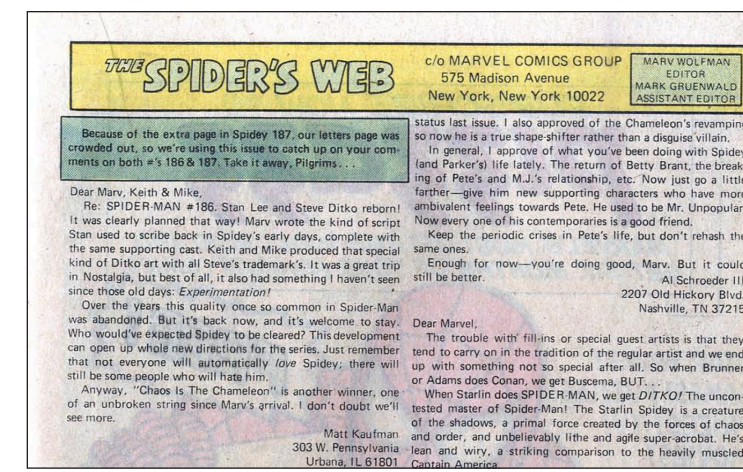 THE SPIDER'S WEB
c/o MARVEL COMICS GROUP
575 Madison Avenue
New York, New York 10022
MARV WOLFMAN
EDITOR
MARK GRUENWALD
ASSISTANT EDITOR
Because of the extra page in Spidey 187, our letters page was
crowded out, so we're using this issue to catch up on your com-
ments on both #'s 186 & 187. Take it away, Pilgrims...
Dear Marv, Keith & Mike,
Re: SPIDER-MAN #186. Stan Lee and Steve Ditko reborn!
It was clearly planned that way! Marv wrote the kind of script
Stan used to scribe back in Spidey's early days, complete with
the same supporting cast. Keith and Mike produced that special
kind of Ditko art with all Steve's trademark's. It was a great trip
in Nostalgia, but best of all, it also had something I haven't seen
since those old days: Experimentation!
Over the years this quality once so common in Spider-Man
was abandoned. But it's back now, and it's welcome to stay.
Who would've expected Spidey to be cleared? This development
can open up whole new directions for the series. Just remember
that not everyone will automatically love Spidey; there will
still be some people who will hate him.
Anyway, "Chaos Is The Chameleon" is another winner, one
of an unbroken string since Marv's arrival. I don't doubt we'll
see more.
Matt Kaufman
303 W. Pennsylvania
Urbana, IL 61801
status last issue. I also approved of the Chameleon's revamping
so now he is a true shape-shifter rather than a disguise villain.
In general, I approve of what you've been doing with Spidey
(and Parker's) life lately. The return of Betty Brant, the break-
ing of Pete's and M.J.'s relationship, etc. Now just go a little
farther—give him new supporting characters who have more
ambivalent feelings towards Pete. He used to be Mr. Unpopular.
Now every one of his contemporaries is a good friend.
Keep the periodic crises in Pete's life, but don't rehash the
same ones.
Enough for now—you're doing good, Marv. But it could
still be better.
Al Schroeder III
2207 Old Hickory Blvd.
Nashville, TN 37215
Dear Marvel,
The trouble with fill-ins or special guest artists is that they
tend to carry on in the tradition of the regular artist and we end
up with something not so special after all. So when Brunner
or Adams does Conan, we get Buscema, BUT...
When Starlin does SPIDER-MAN, we get DITKO! The uncon-
tested master of Spider-Man! The Starlin Spidey is a creature
of the shadows, a primal force created by the forces of chaos
and order, and unbelievably lithe and agile super-acrobat. He's
lean and wiry, a striking comparison to the heavily muscled
Captain America